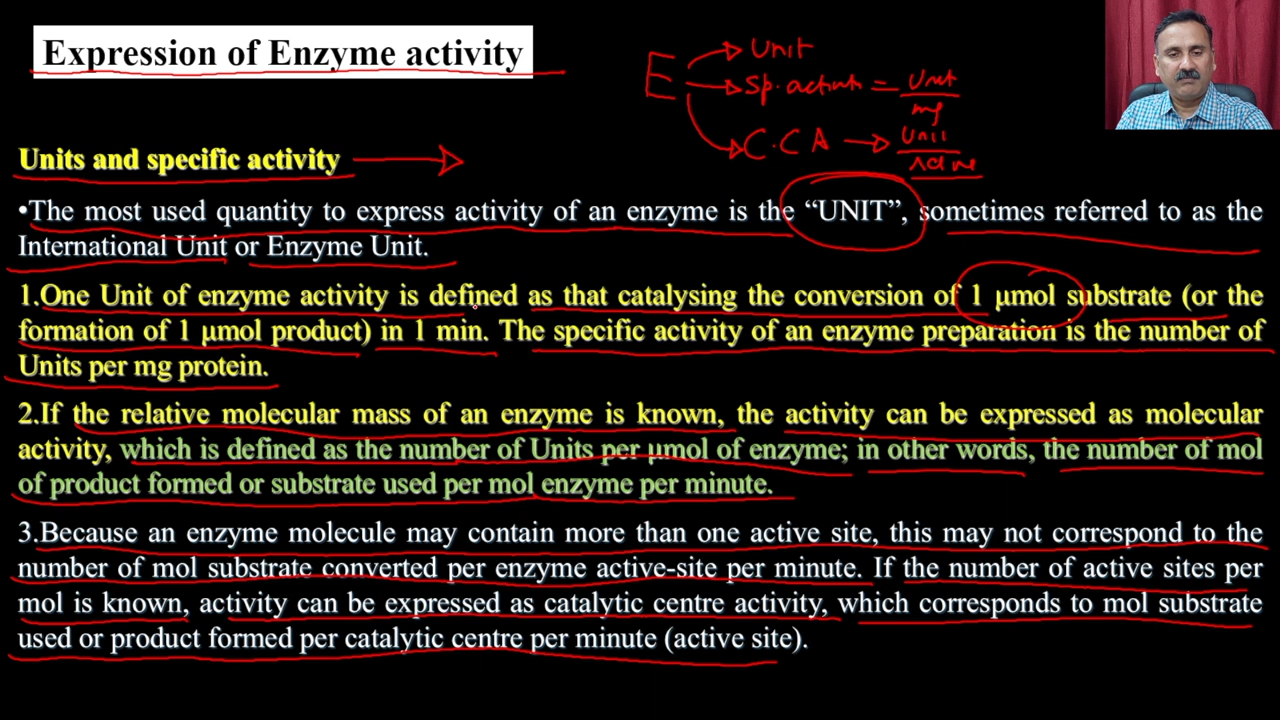 Expression of Enzyme activity
E
Unit
Sp. activity = Unit
mg
C.C A → Unit
Units and specific activity
•The most used quantity to express activity of an enzyme is the “UNIT”, sometimes referred to as the
International Unit or Enzyme Unit.
1.One Unit of enzyme activity is defined as that catalysing the conversion of 1 μmol substrate (or the
formation of 1 μmol product) in 1 min. The specific activity of an enzyme preparation is the number of
Units per mg protein.
2.If the relative molecular mass of an enzyme is known, the activity can be expressed as molecular
activity, which is defined as the number of Units per μmol of enzyme; in other words, the number of mol
of product formed or substrate used per mol enzyme per minute.
3.Because an enzyme molecule may contain more than one active site, this may not correspond to the
number of mol substrate converted per enzyme active-site per minute. If the number of active sites per
mol is known, activity can be expressed as catalytic centre activity, which corresponds to mol substrate
used or product formed per catalytic centre per minute (active site).